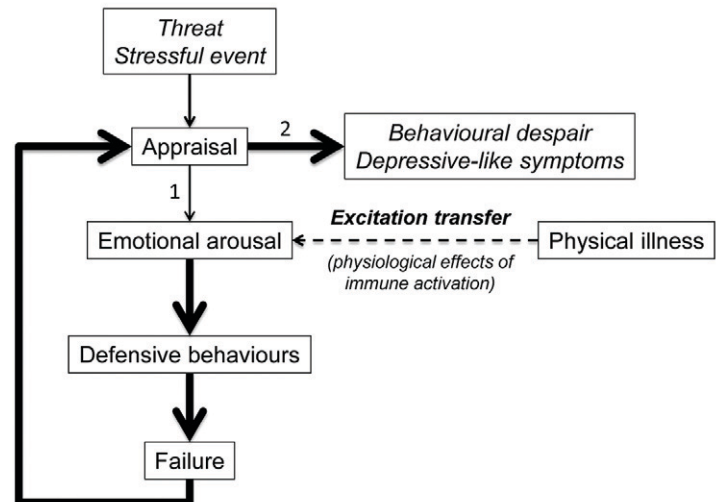 Threat
Stressful event
Appraisal
2
Behavioural despair
Depressive-like symptoms
1
Emotional arousal
Excitation transfer
(physiological effects of
immune activation)
Physical illness
Defensive behaviours
Failure